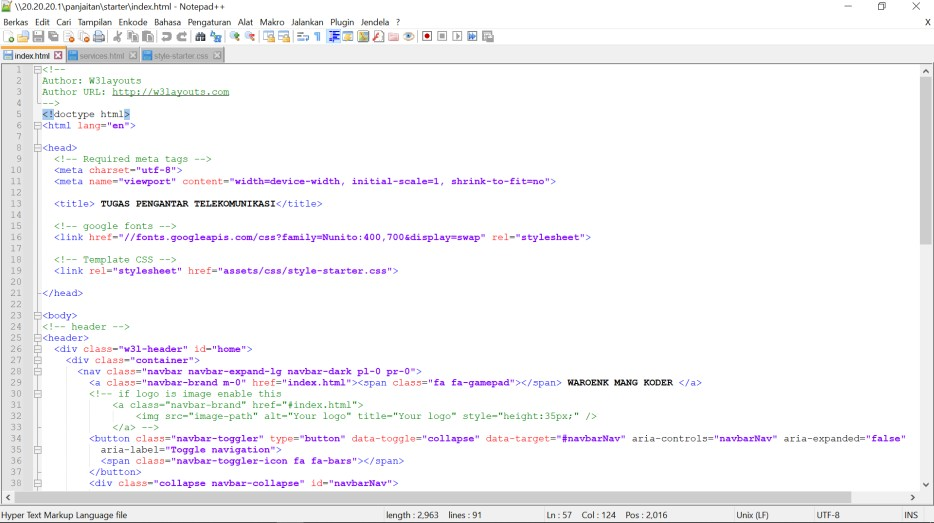 \\20.20.20.1\panjaitan\starter\index.html - Notepad++
Berkas Edit Cari Tampilan Enkode Bahasa Pengaturan Alat Makro Jalankan Plugin Jendela ? X
index.html services.html style-starter.css
1 <!--
2 Author: W3layouts
3 Author URL: http://w3layouts.com
4 -->
5 <!doctype html>
6 <html lang="en">
7
8 <head>
9 <!-- Required meta tags -->
10 <meta charset="utf-8">
11 <meta name="viewport" content="width=device-width, initial-scale=1, shrink-to-fit=no">
12
13 <title> TUGAS PENGANTAR TELEKOMUNIKASI</title>
14
15 <!-- google fonts -->
16 <link href="//fonts.googleapis.com/css?family=Nunito:400,700&display=swap" rel="stylesheet">
17
18 <!-- Template CSS -->
19 <link rel="stylesheet" href="assets/css/style-starter.css">
20
21 </head>
22
23 <body>
24 <!-- header -->
25 <header>
26 <div class="w3l-header" id="home">
27 <div class="container">
28 <nav class="navbar navbar-expand-lg navbar-dark pl-0 pr-0">
29 <a class="navbar-brand m-0" href="index.html"><span class="fa fa-gamepad"></span> WAROENK MANG KODER </a>
30 <!-- if logo is image enable this
31 <a class="navbar-brand" href="#index.html">
32 <img src="image-path" alt="Your logo" title="Your logo" style="height:35px;" />
33 </a> -->
34 <button class="navbar-toggler" type="button" data-toggle="collapse" data-target="#navbarNav" aria-controls="navbarNav" aria-expanded="false"
35 aria-label="Toggle navigation">
36 <span class="navbar-toggler-icon fa fa-bars"></span>
37 </button>
38 <div class="collapse navbar-collapse" id="navbarNav">
Hyper Text Markup Language file length : 2,963 lines : 91 Ln : 57 Col : 124 Pos : 2,016 Unix (LF) UTF-8 INS